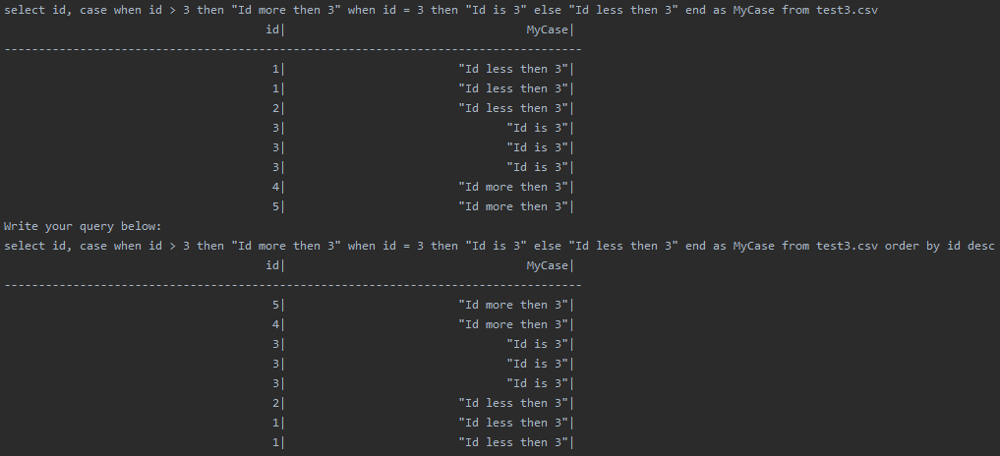 select id, case when id > 3 then "Id more then 3" when id = 3 then "Id is 3" else "Id less then 3" end as MyCase from test3.csv
id| MyCase|
-----------------------------------------------------------------------------------
1| "Id less then 3"|
1| "Id less then 3"|
2| "Id less then 3"|
3| "Id is 3"|
3| "Id is 3"|
3| "Id is 3"|
4| "Id more then 3"|
5| "Id more then 3"|
Write your query below:
select id, case when id > 3 then "Id more then 3" when id = 3 then "Id is 3" else "Id less then 3" end as MyCase from test3.csv order by id desc
id| MyCase|
-----------------------------------------------------------------------------------
5| "Id more then 3"|
4| "Id more then 3"|
3| "Id is 3"|
3| "Id is 3"|
3| "Id is 3"|
2| "Id less then 3"|
1| "Id less then 3"|
1| "Id less then 3"|